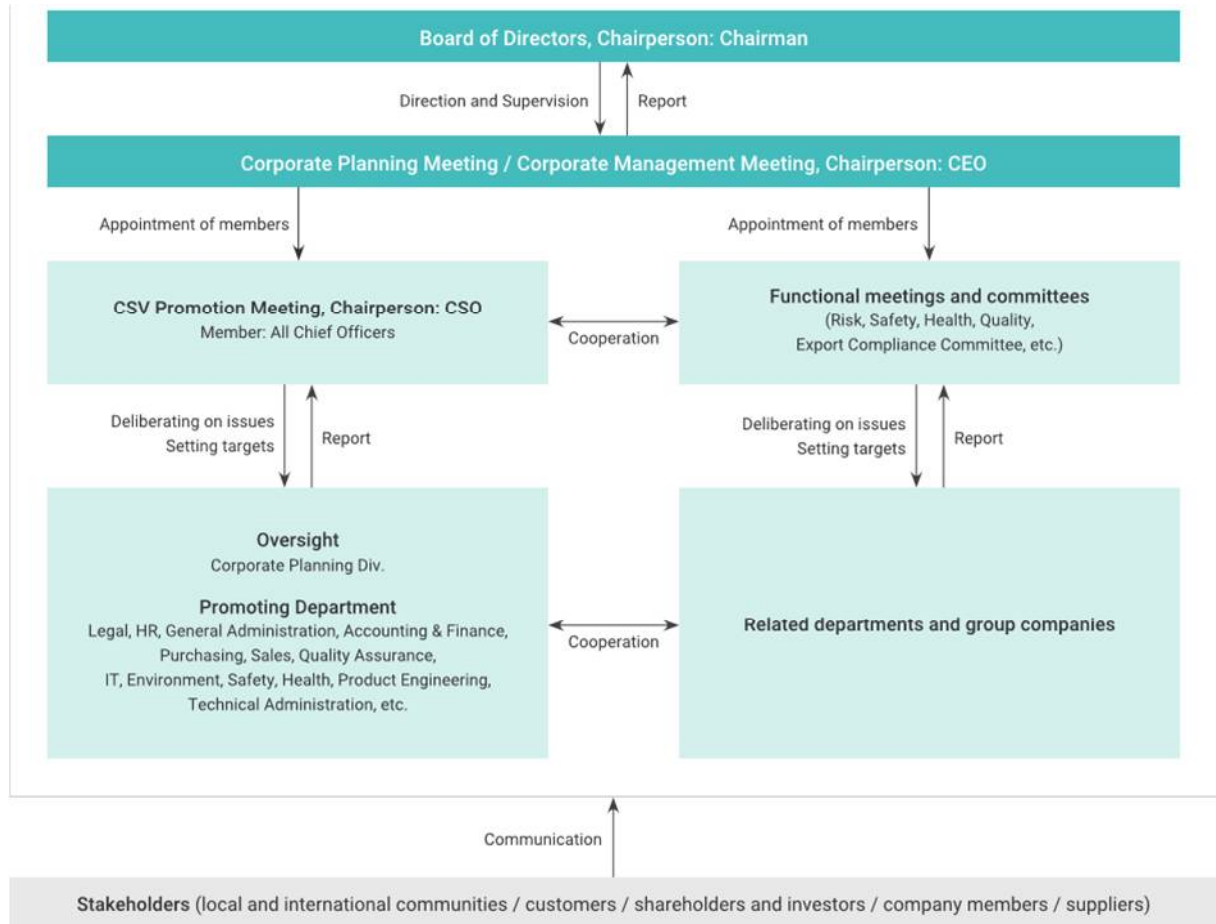 Board of Directors, Chairperson: Chairman
Direction and Supervision
Report
Corporate Planning Meeting / Corporate Management Meeting, Chairperson: CEO
Appointment of members
Appointment of members
CSV Promotion Meeting, Chairperson: CSO
Member: All Chief Officers
Cooperation
Functional meetings and committees
(Risk, Safety, Health, Quality,
Export Compliance Committee, etc.)
Deliberating on issues
Setting targets
Report
Deliberating on issues
Setting targets
Report
Oversight
Corporate Planning Div.
Promoting Department
Legal, HR, General Administration, Accounting & Finance,
Purchasing, Sales, Quality Assurance,
IT, Environment, Safety, Health, Product Engineering,
Technical Administration, etc.
Cooperation
Related departments and group companies
Communication
Stakeholders (local and international communities / customers / shareholders and investors / company members / suppliers)